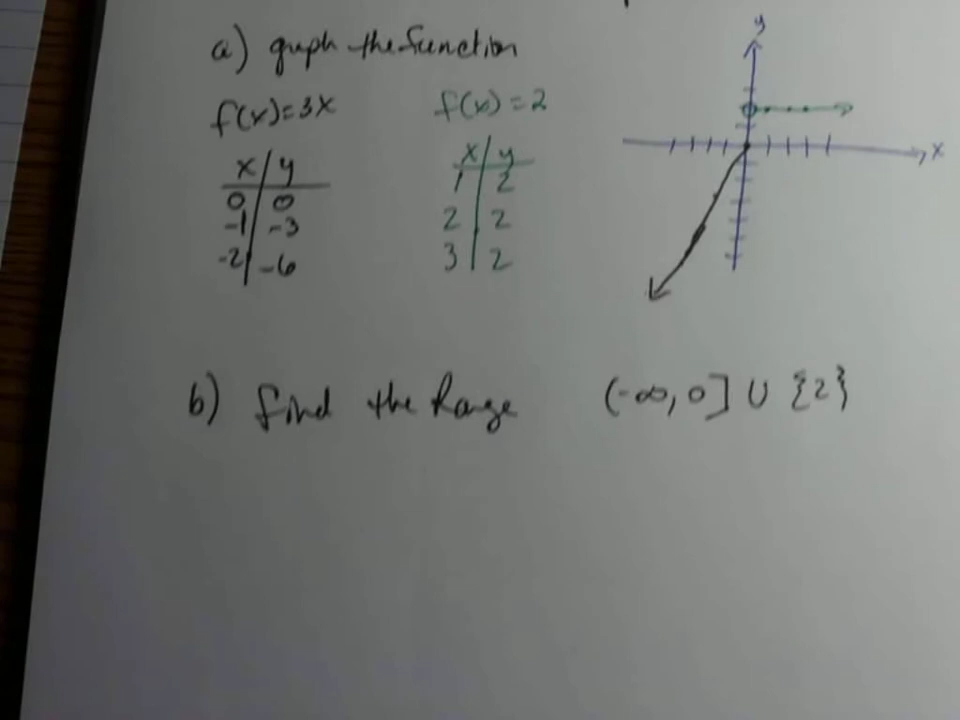 a) graph the function
f(x)=3x f(x)=2
x y
0 0
-1 -3
-2 -6
x y
1 2
2 2
3 2
y
x
b) find the Range (-∞,0] ∪ {2}